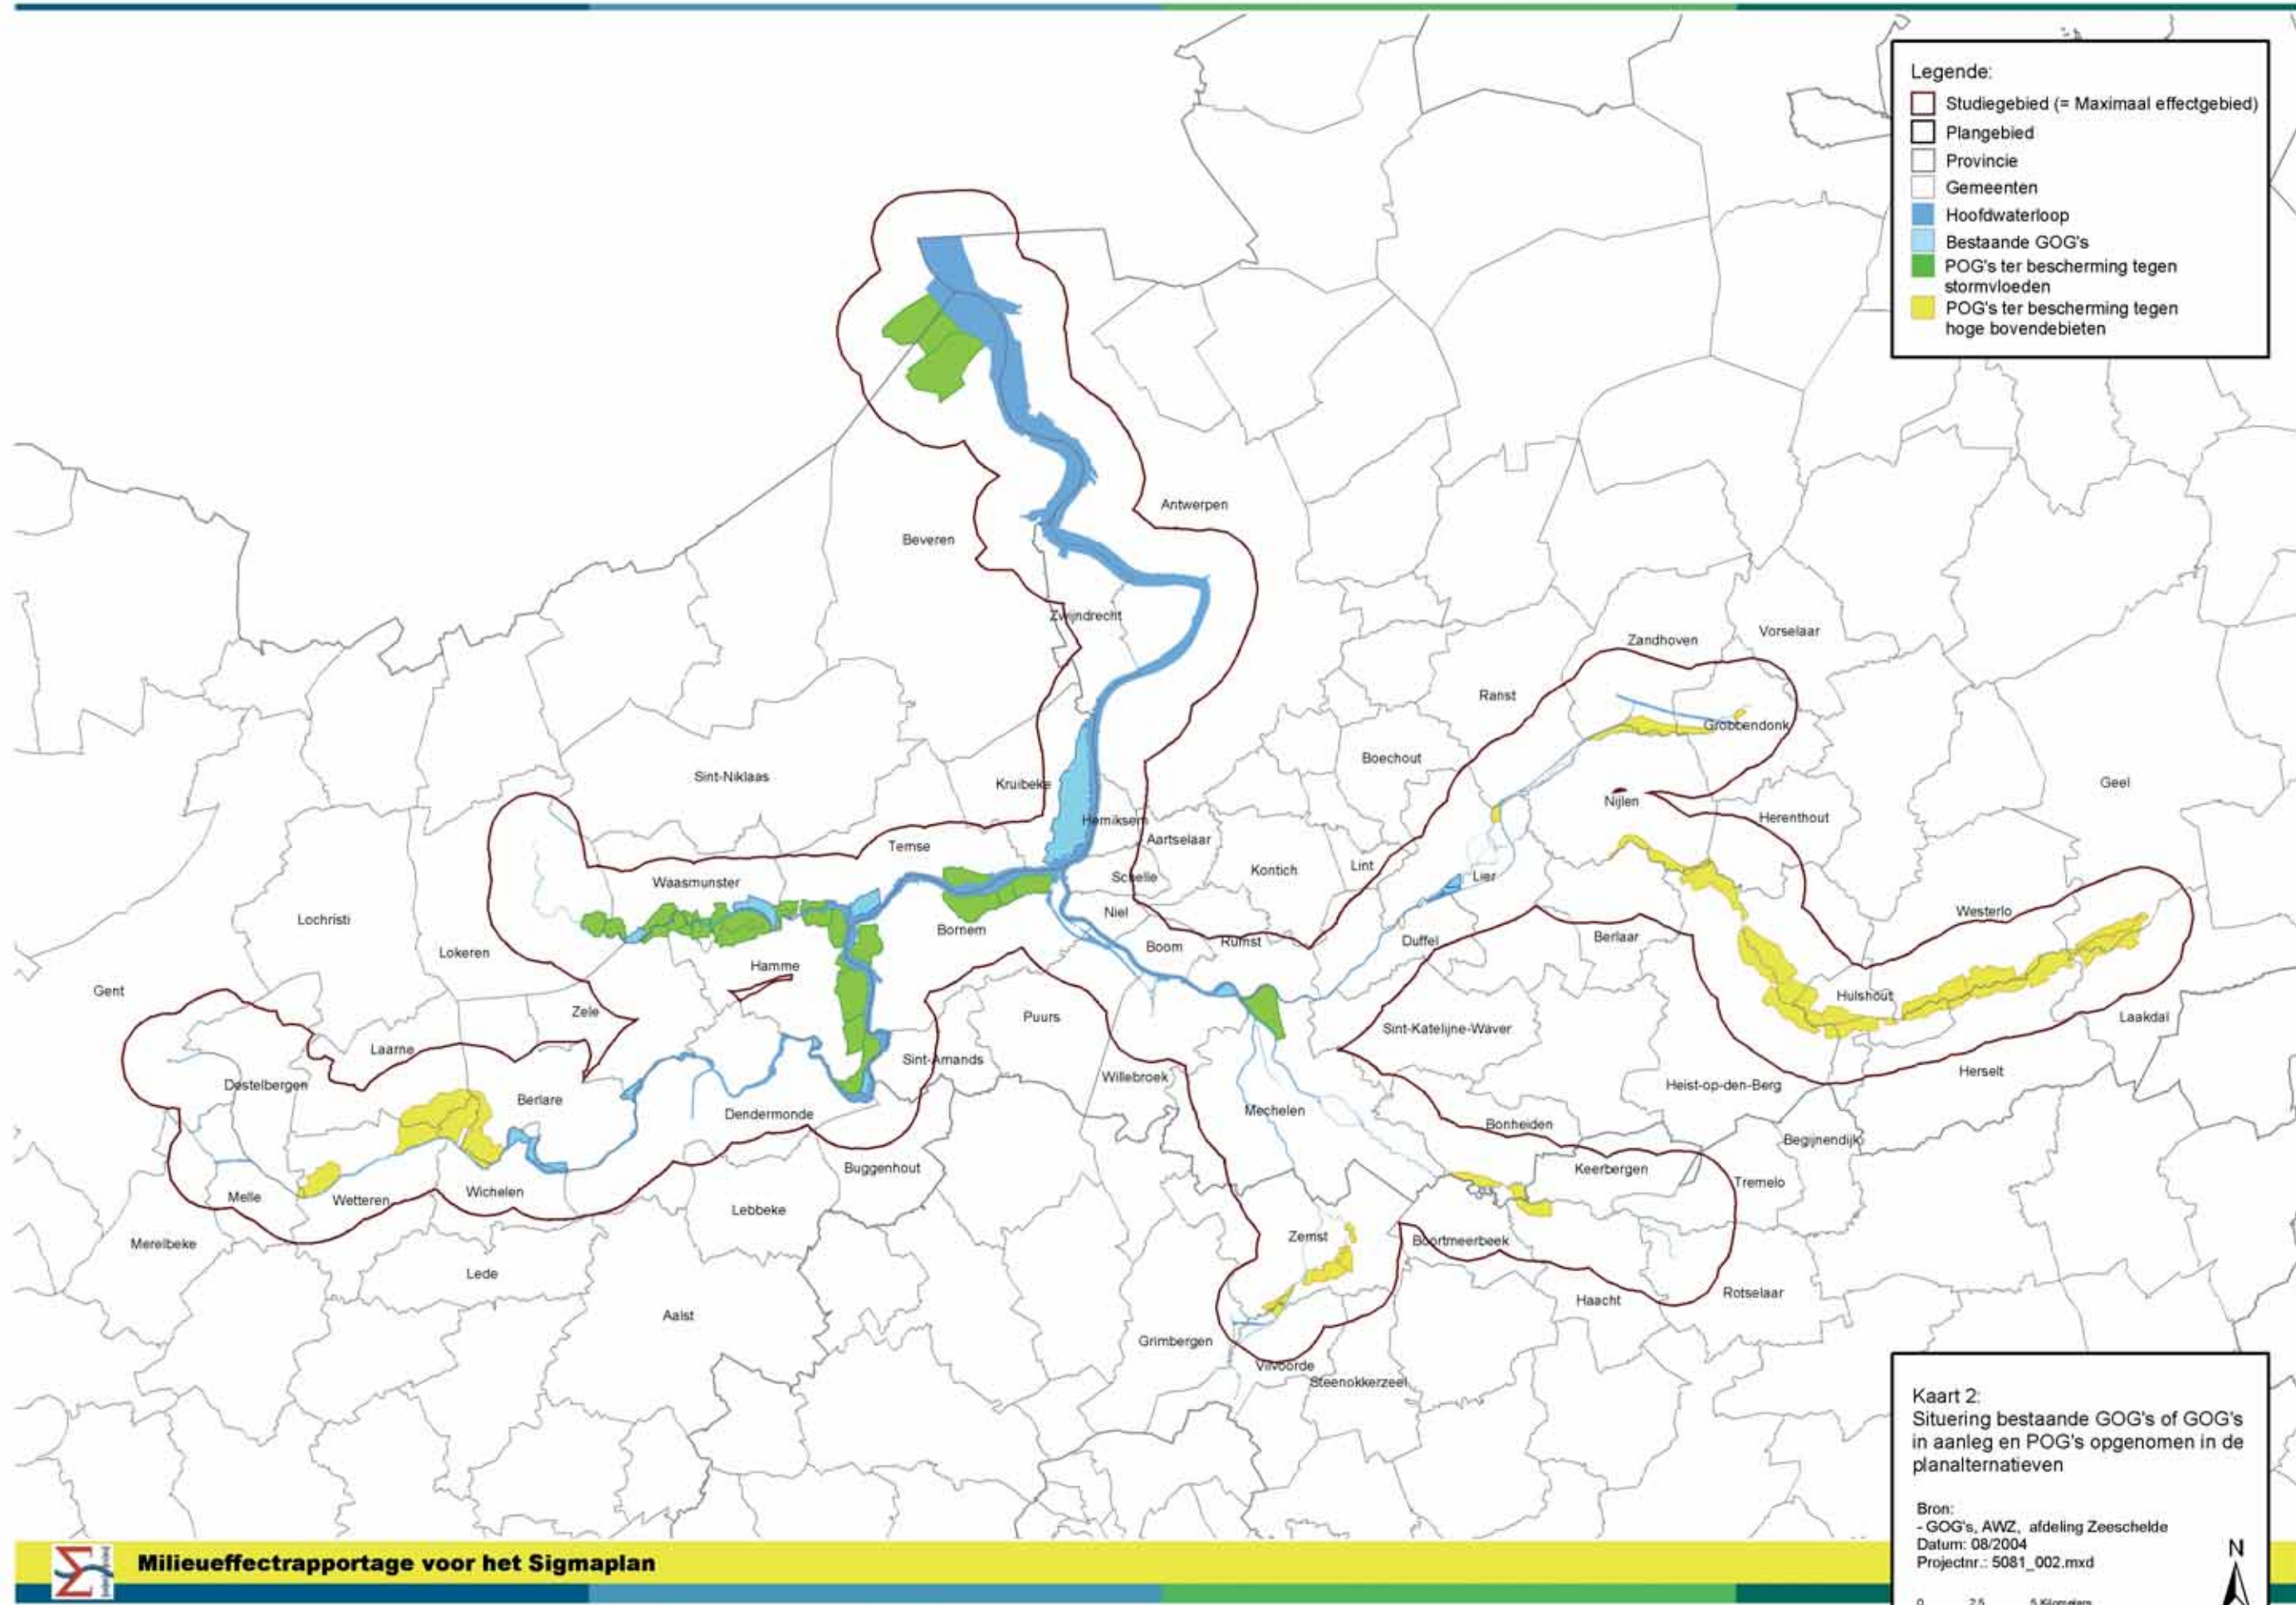 Legende:
Studiegebied (= Maximaal effectgebied)
Plangebied
Provincie
Gemeenten
Hoofdwaterloop
Bestaande GOG's
POG's ter bescherming tegen
stormvloeden
POG's ter bescherming tegen
hoge bovendebieten
Antwerpen
Beveren
Zwijndrecht
Zandhoven
Vorselaar
Ranst
Grobbendonk
Boechout
Sint-Niklaas
Kruibeke
Geel
Nijlen
Herenthout
Hemiksem
Aartselaar
Temse
Kontich
Lint
Schelle
Lier
Waasmunster
Niel
Westerlo
Lochristi
Bornem
Berlaar
Duffel
Rumst
Boom
Lokeren
Hamme
Gent
Hulshout
Zele
Puurs
Laakdal
Sint-Katelijne-Waver
Laarne
Sint-Amands
Herselt
Willebroek
Destelbergen
Heist-op-den-Berg
Berlare
Dendermonde
Mechelen
Bonheiden
Begijnendijk
Buggenhout
Keerbergen
Tremelo
Wichelen
Melle
Wetteren
Lebbeke
Zemst
Boortmeerbeek
Merelbeke
Lede
Rotselaar
Haacht
Aalst
Grimbergen
Vilvoorde
Steenokkerzeel
Kaart 2:
Situering bestaande GOG's of GOG's
in aanleg en POG's opgenomen in de
planalternatieven
Bron:
- GOG's, AWZ, afdeling Zeeschelde
Datum: 08/2004
Projectnr.: 5081_002.mxd
N
0 2.5 5 Kilometers
Milieueffectrapportage voor het Sigmaplan